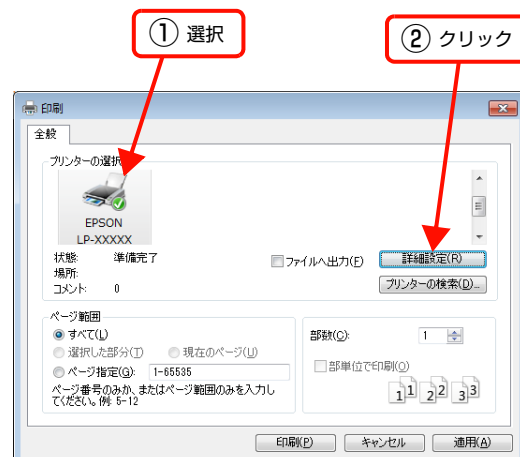 ① 選択
② クリック
印刷
全般
プリンターの選択
EPSON
LP-XXXXX
状態: 準備完了
場所:
コメント: 0
ファイルへ出力(F)
詳細設定(R)
プリンターの検索(D)...
ページ範囲
すべて(L)
選択した部分(T) 現在のページ(U)
ページ指定(G): 1-65535
ページ番号のみか、またはページ範囲のみを入力し
てください。例: 5-12
部数(C): 1
部単位で印刷(O)
1 1 2 2 3 3
印刷(P) キャンセル 適用(A)